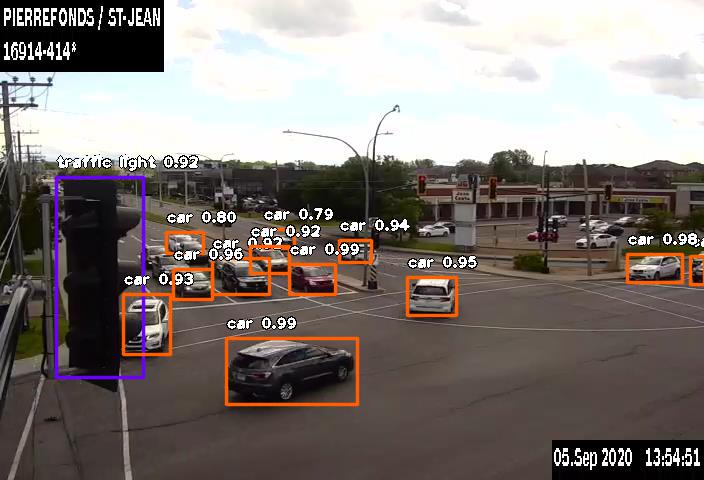 PIERREFONDS / ST-JEAN
16914-414*
traffic light 0.92
car 0.80
car 0.79
car 0.92
car 0.94
car 0.92
car 0.96
car 0.99
car 0.98
car 0.93
car 0.95
car 0.99
05.Sep 2020 13:54:51